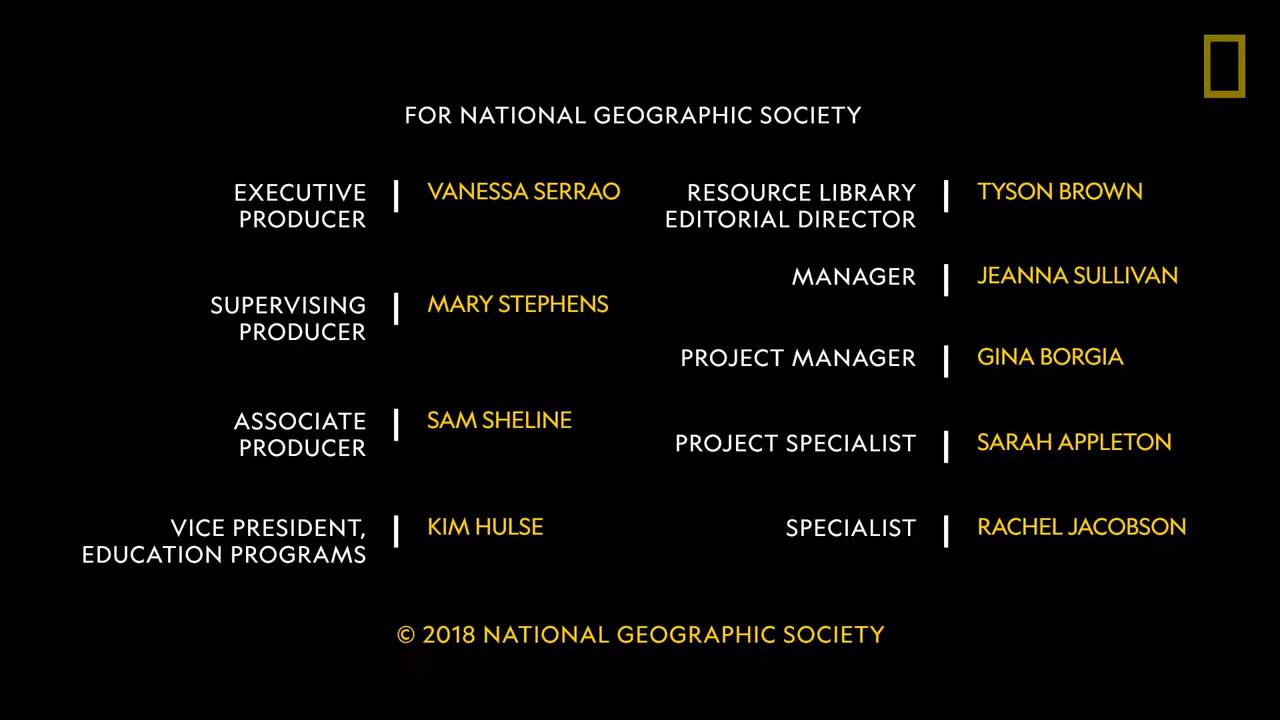 FOR NATIONAL GEOGRAPHIC SOCIETY
EXECUTIVE
PRODUCER
VANESSA SERRAO
SUPERVISING
PRODUCER
MARY STEPHENS
ASSOCIATE
PRODUCER
SAM SHELINE
VICE PRESIDENT,
EDUCATION PROGRAMS
KIM HULSE
RESOURCE LIBRARY
EDITORIAL DIRECTOR
TYSON BROWN
MANAGER
JEANNA SULLIVAN
PROJECT MANAGER
GINA BORGIA
PROJECT SPECIALIST
SARAH APPLETON
SPECIALIST
RACHEL JACOBSON
© 2018 NATIONAL GEOGRAPHIC SOCIETY